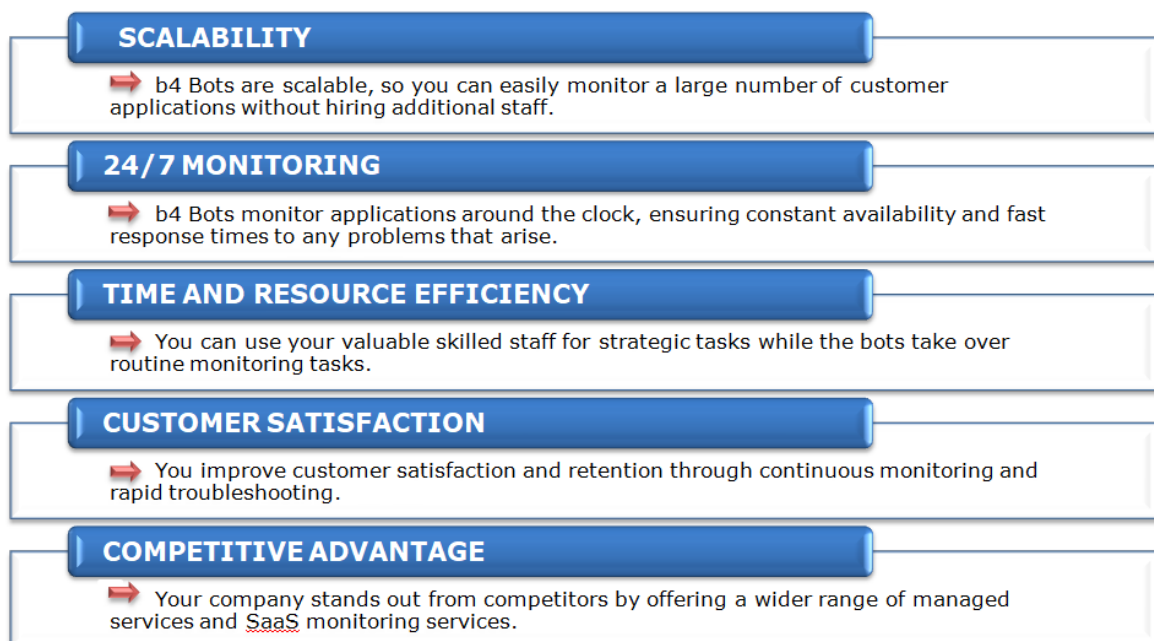 SCALABILITY
b4 Bots are scalable, so you can easily monitor a large number of customer
applications without hiring additional staff.
24/7 MONITORING
b4 Bots monitor applications around the clock, ensuring constant availability and fast
response times to any problems that arise.
TIME AND RESOURCE EFFICIENCY
You can use your valuable skilled staff for strategic tasks while the bots take over
routine monitoring tasks.
CUSTOMER SATISFACTION
You improve customer satisfaction and retention through continuous monitoring and
rapid troubleshooting.
COMPETITIVE ADVANTAGE
Your company stands out from competitors by offering a wider range of managed
services and SaaS monitoring services.